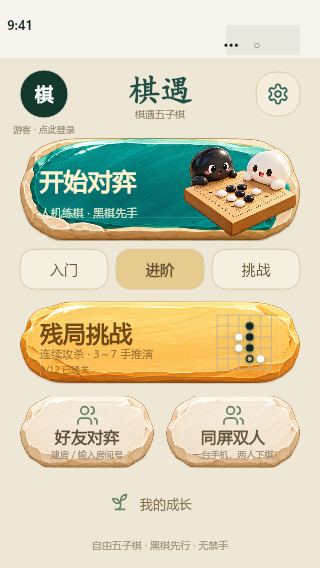 9:41
棋
棋遇
棋遇五子棋
游客 · 点此登录
开始对弈
人机练棋 · 黑棋先手
入门
进阶
挑战
残局挑战
连续攻杀 · 3~7 手推演
/12 已通关
好友对弈
建房 / 输入房间号
同屏双人
一台手机，两人下棋
我的成长
自由五子棋 · 黑棋先行 · 无禁手